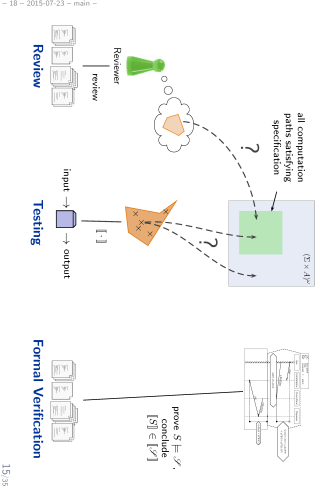 – 18 – 2015-07-23 – main –
Review
Reviewer
review
all computation
paths satisfying
specification
?
(Σ × A)^ω
Testing
input → → output
⟦·⟧
?
Formal Verification
prove S ⊨ 𝒮,
conclude
⟦S⟧ ∈ ⟦𝒮⟧
15/35